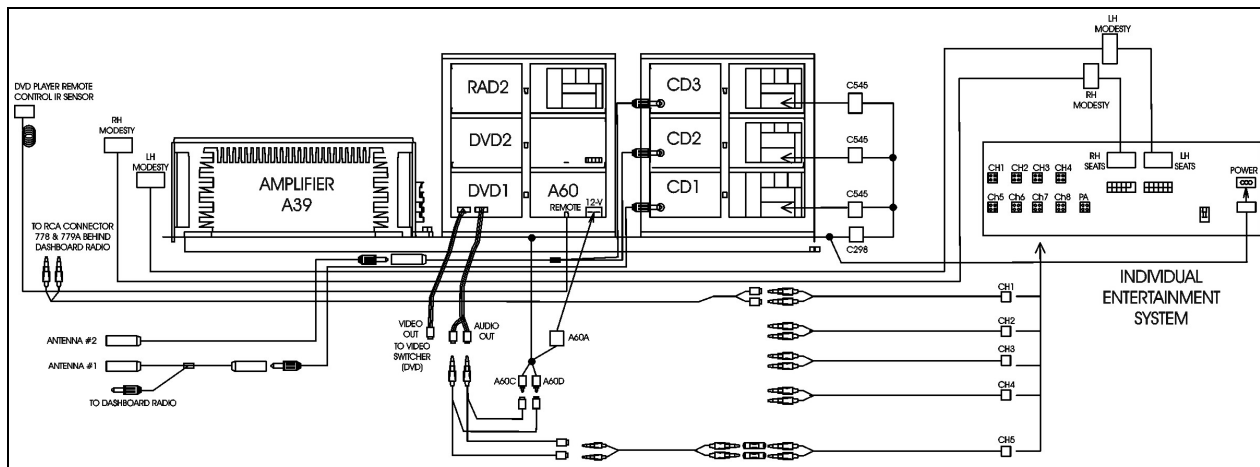 LH
MODESTY
RH
MODESTY
DVD PLAYER REMOTE
CONTROL IR SENSOR
RH
MODESTY
LH
MODESTY
AMPLIFIER
A39
RAD2
DVD2
DVD1
A60
REMOTE
12-V
CD3
CD2
CD1
C545
C545
C545
C298
RH
SEATS
LH
SEATS
POWER
CH1 CH2 CH3 CH4
Ch5 Ch6 Ch7 Ch8 PA
INDIVIDUAL
ENTERTAINMENT
SYSTEM
TO RCA CONNECTOR
778 & 779A BEHIND
DASHBOARD RADIO
ANTENNA #2
ANTENNA #1
TO DASHBOARD RADIO
VIDEO
OUT
TO VIDEO
SWITCHER
(DVD)
AUDIO
OUT
A60A
A60C
A60D
CH1
CH2
CH3
CH4
CH5